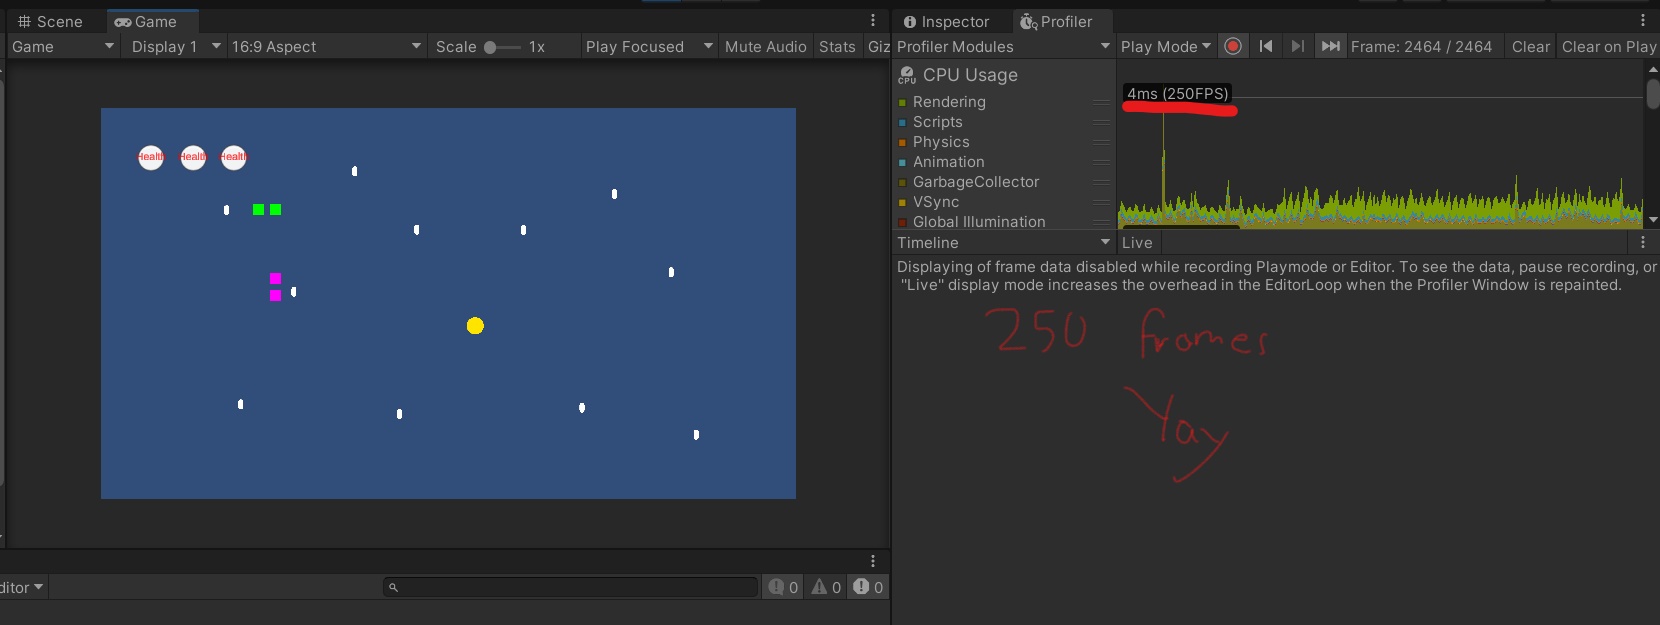 Scene Game
Game Display 1 16:9 Aspect Scale 1x Play Focused Mute Audio Stats Giz
Health Health Health
ditor
0 0 0
Inspector Profiler
Profiler Modules Play Mode Frame: 2464 / 2464 Clear Clear on Play
CPU CPU Usage
4ms (250FPS)
Rendering
Scripts
Physics
Animation
GarbageCollector
VSync
Global Illumination
Timeline Live
Displaying of frame data disabled while recording Playmode or Editor. To see the data, pause recording, or
"Live" display mode increases the overhead in the EditorLoop when the Profiler Window is repainted.
250 frames
Yay